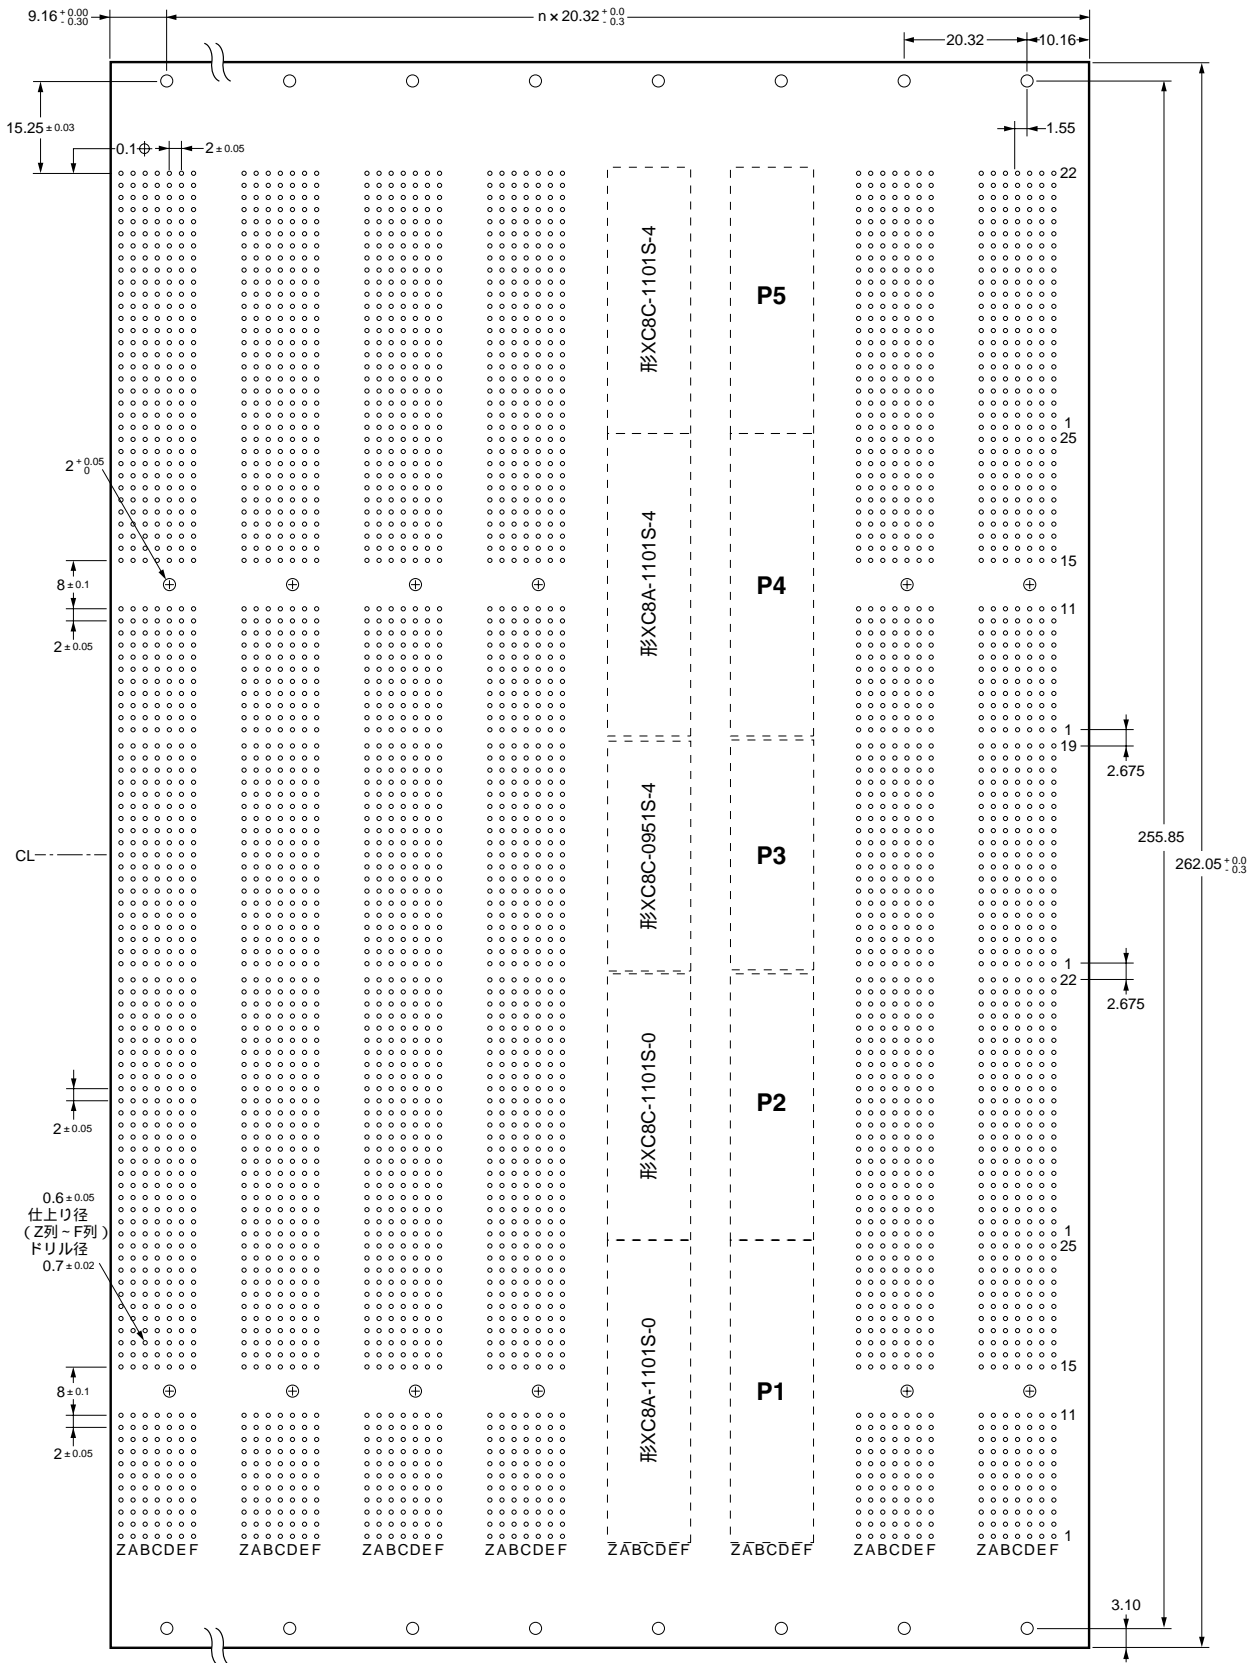 9.16 +0.00 -0.30
n×20.32 +0.0 -0.3
20.32
10.16
15.25±0.03
1.55
0.1
2±0.05
22
形XC8C-1101S-4
P5
1
25
2 +0.05 0
形XC8A-1101S-4
P4
15
8±0.1
11
2±0.05
1
19
2.675
形XC8C-0951S-4
P3
CL
255.85
262.05 +0.0 -0.3
1
22
2.675
形XC8C-1101S-0
P2
2±0.05
0.6±0.05
仕上り径
(Z列~F列)
ドリル径
0.7±0.02
1
25
形XC8A-1101S-0
P1
15
8±0.1
11
2±0.05
1
ZABCDEF ZABCDEF ZABCDEF ZABCDEF ZABCDEF ZABCDEF ZABCDEF ZABCDEF
3.10